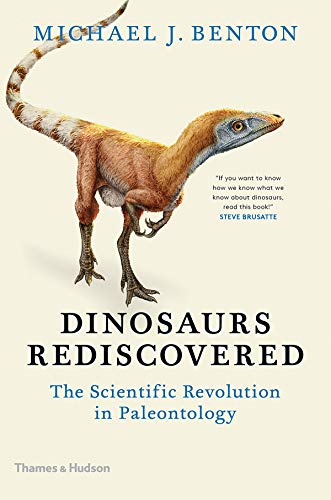 MICHAEL J. BENTON
"If you want to know
how we know what we
know about dinosaurs,
read this book!"
STEVE BRUSATTE
DINOSAURS
REDISCOVERED
The Scientific Revolution
in Paleontology
Thames & Hudson